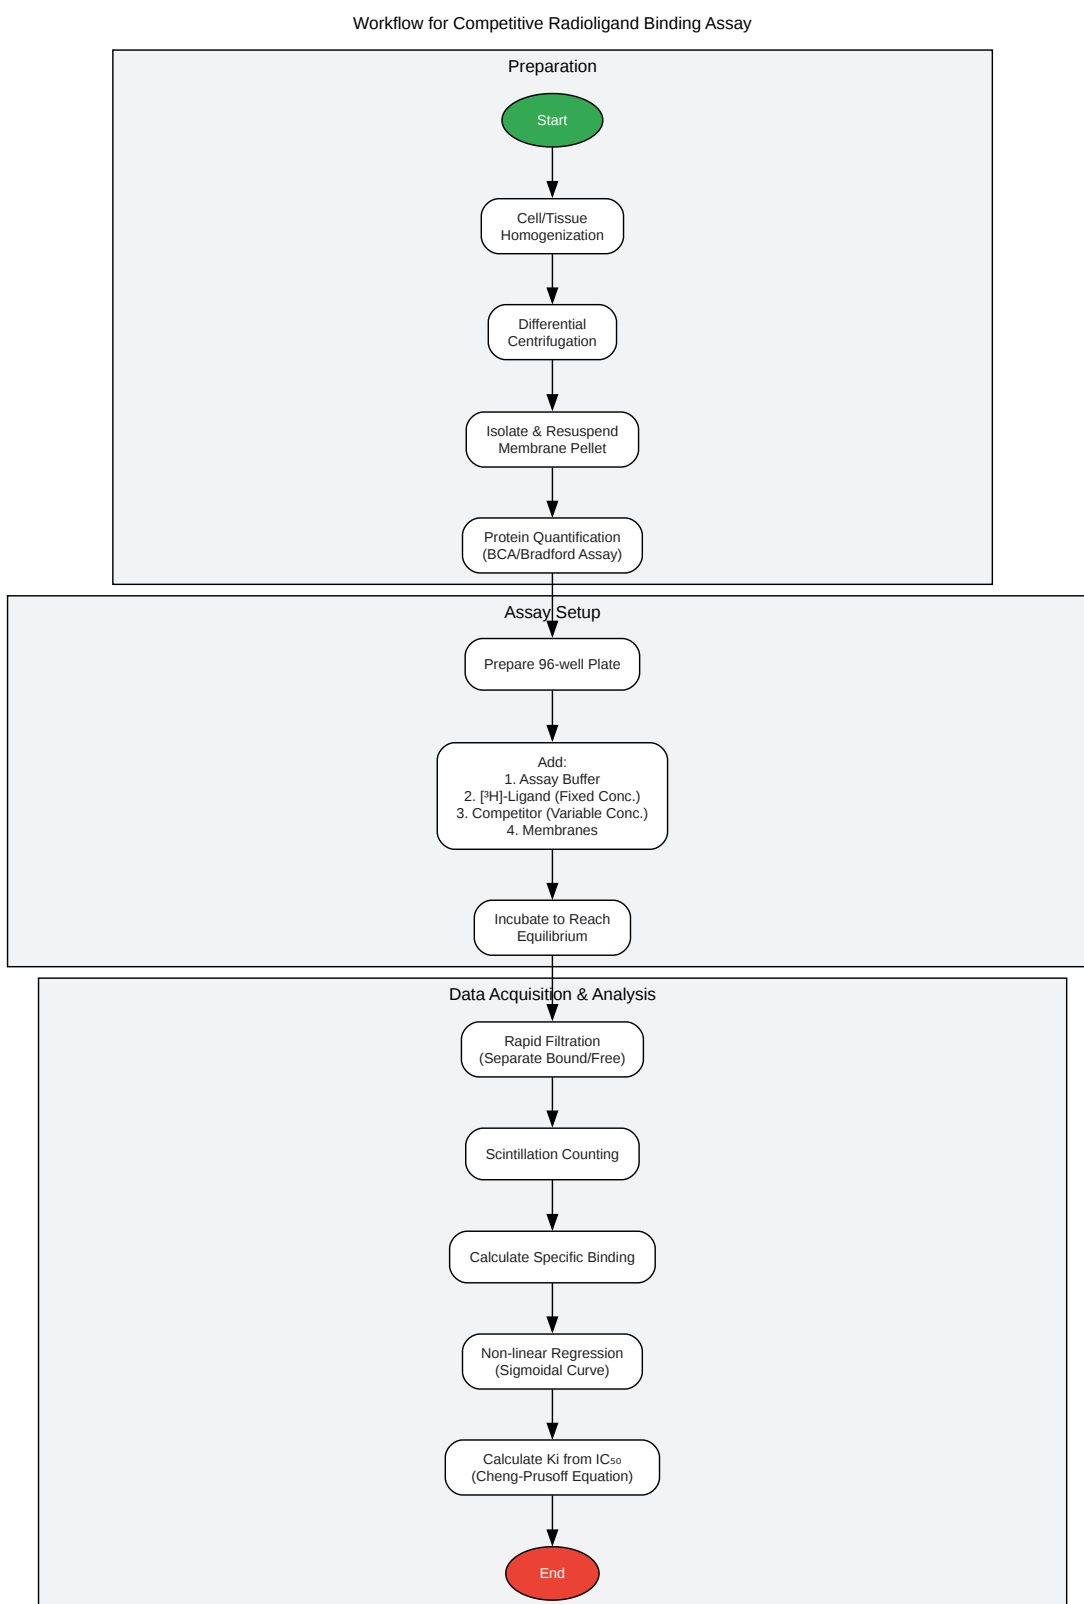 Workflow for Competitive Radioligand Binding Assay
Preparation
Start
Cell/Tissue
Homogenization
Differential
Centrifugation
Isolate & Resuspend
Membrane Pellet
Protein Quantification
(BCA/Bradford Assay)
Assay Setup
Prepare 96-well Plate
Add:
1. Assay Buffer
2. [³H]-Ligand (Fixed Conc.)
3. Competitor (Variable Conc.)
4. Membranes
Incubate to Reach
Equilibrium
Data Acquisition & Analysis
Rapid Filtration
(Separate Bound/Free)
Scintillation Counting
Calculate Specific Binding
Non-linear Regression
(Sigmoidal Curve)
Calculate Ki from IC₅₀
(Cheng-Prusoff Equation)
End